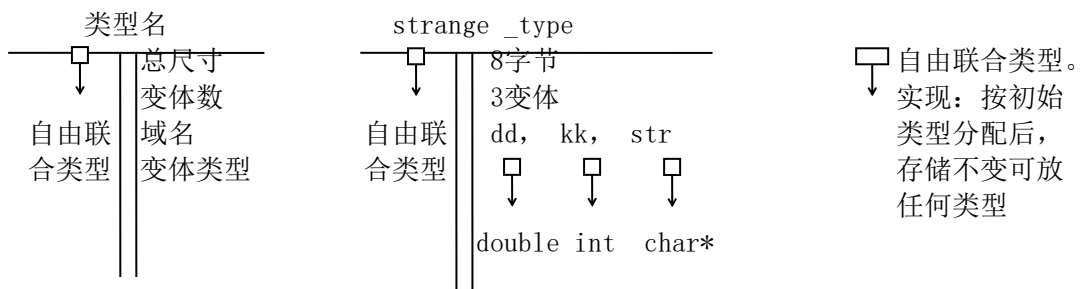 类型名
总尺寸
变体数
自由联 域名
合类型 变体类型
strange _type
8字节
3变体
自由联 dd, kk, str
合类型
double int char*
自由联合类型。
实现：按初始
类型分配后，
存储不变可放
任何类型